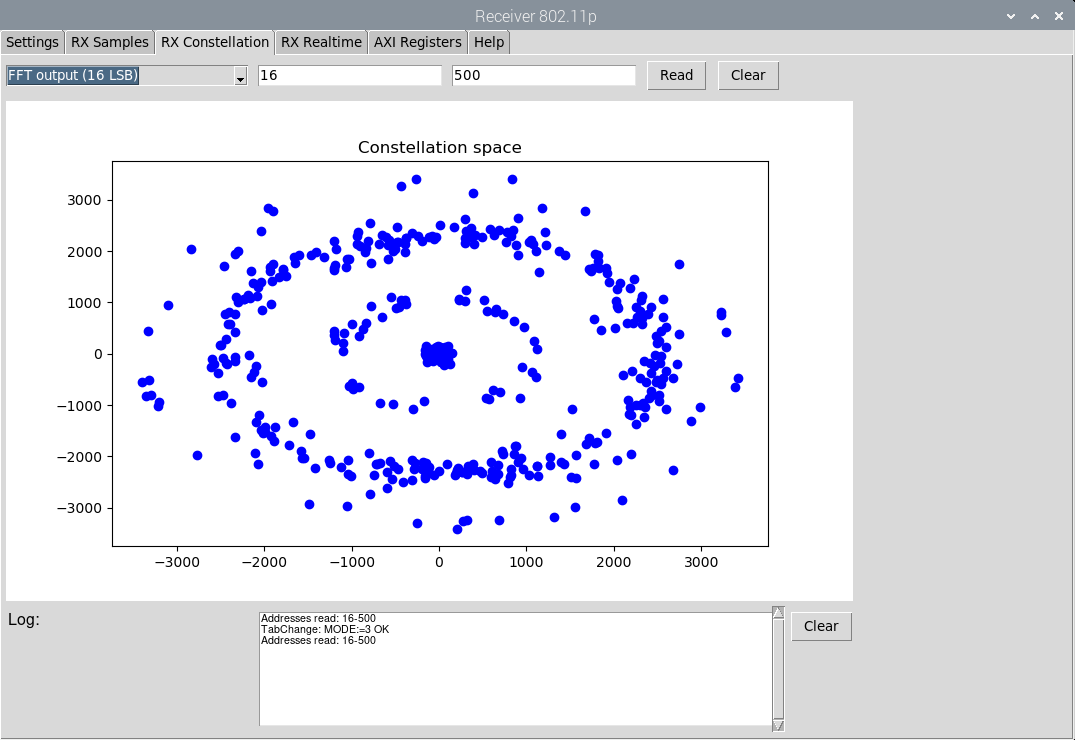 Receiver 802.11p
Settings RX Samples RX Constellation RX Realtime AXI Registers Help
FFT output (16 LSB) 16 500 Read Clear
Constellation space
3000
2000
1000
0
−1000
−2000
−3000
−3000 −2000 −1000 0 1000 2000 3000
Log:
Addresses read: 16-500
TabChange: MODE:=3 OK
Addresses read: 16-500
Clear